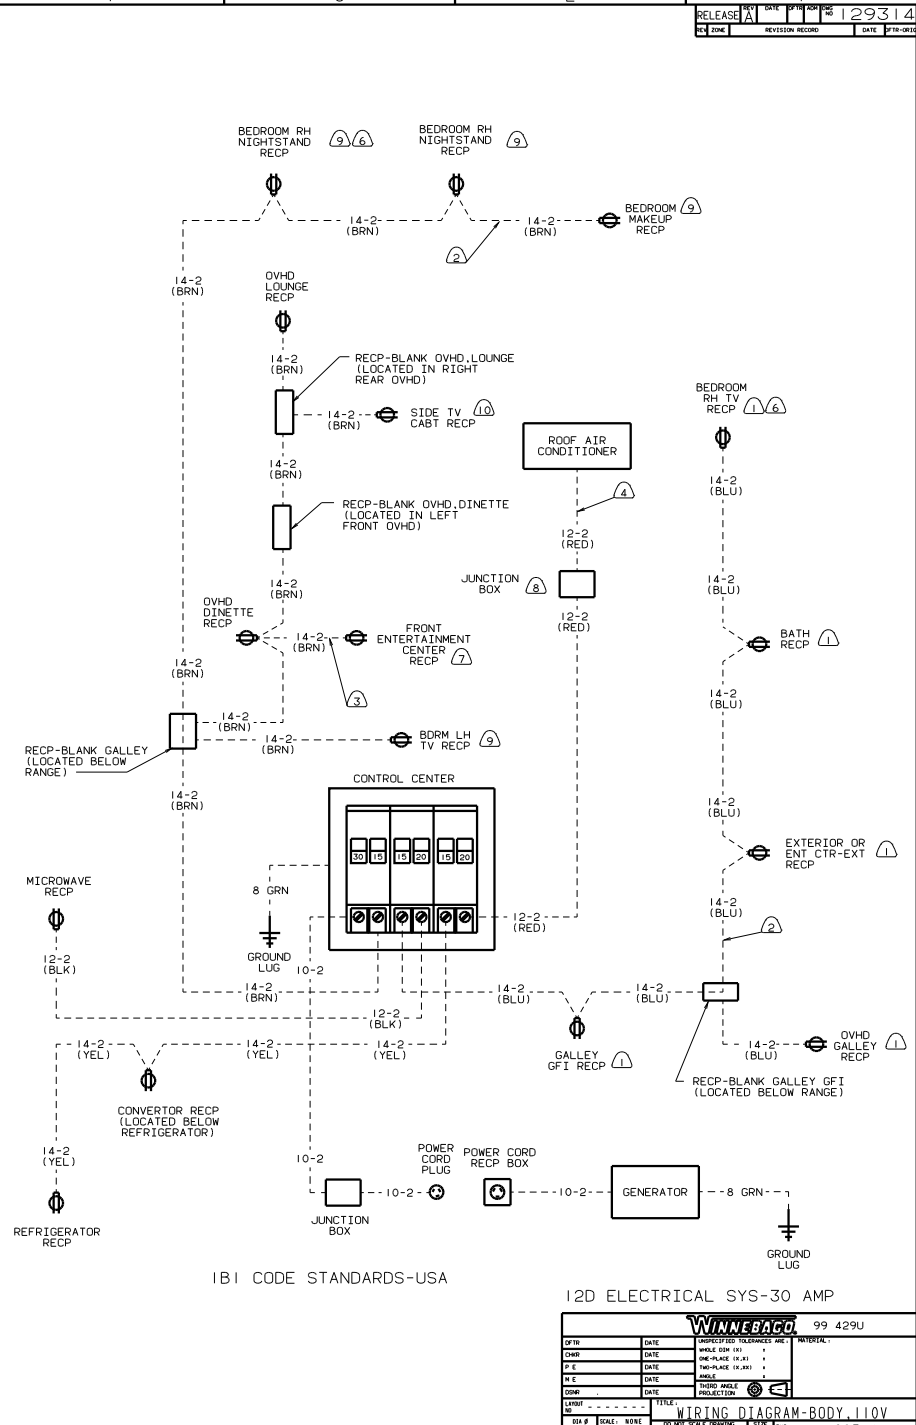 RELEASE REV A DATE DFTR ADM DWG NO 129314
REV ZONE REVISION RECORD DATE DFTR-ORIG
BEDROOM RH
NIGHTSTAND
RECP
9 6
BEDROOM RH
NIGHTSTAND
RECP
9
14-2
(BRN)
14-2
(BRN)
BEDROOM
MAKEUP
RECP
9
2
14-2
(BRN)
OVHD
LOUNGE
RECP
14-2
(BRN)
RECP-BLANK OVHD,LOUNGE
(LOCATED IN RIGHT
REAR OVHD)
14-2
(BRN)
SIDE TV
CABT RECP
10
BEDROOM
RH TV
RECP
1 6
ROOF AIR
CONDITIONER
14-2
(BRN)
14-2
(BLU)
4
RECP-BLANK OVHD,DINETTE
(LOCATED IN LEFT
FRONT OVHD)
12-2
(RED)
JUNCTION
BOX
8
14-2
(BRN)
14-2
(BLU)
OVHD
DINETTE
RECP
12-2
(RED)
14-2
(BRN)
FRONT
ENTERTAINMENT
CENTER
RECP
7
BATH
RECP
1
14-2
(BRN)
3
14-2
(BLU)
14-2
(BRN)
14-2
(BRN)
BDRM LH
TV RECP
9
RECP-BLANK GALLEY
(LOCATED BELOW
RANGE)
14-2
(BRN)
CONTROL CENTER
14-2
(BLU)
30 15 15 20 15 20
EXTERIOR OR
ENT CTR-EXT
RECP
1
MICROWAVE
RECP
8 GRN
14-2
(BLU)
12-2
(RED)
2
GROUND
LUG
10-2
12-2
(BLK)
14-2
(BRN)
14-2
(BLU)
14-2
(BLU)
12-2
(BLK)
14-2
(YEL)
14-2
(YEL)
14-2
(YEL)
GALLEY
GFI RECP
1
14-2
(BLU)
OVHD
GALLEY
RECP
1
RECP-BLANK GALLEY GFI
(LOCATED BELOW RANGE)
CONVERTOR RECP
(LOCATED BELOW
REFRIGERATOR)
14-2
(YEL)
10-2
POWER
CORD
PLUG
POWER CORD
RECP BOX
10-2
10-2
GENERATOR
8 GRN
JUNCTION
BOX
REFRIGERATOR
RECP
GROUND
LUG
1B1 CODE STANDARDS-USA
12D ELECTRICAL SYS-30 AMP
WINNEBAGO. 99 429U
DFTR DATE
CHKR DATE
P E DATE
M E DATE
DSNR DATE
UNSPECIFIED TOLERANCES ARE:
WHOLE DIM (X) ±
ONE-PLACE (X.X) ±
TWO-PLACE (X.XX) ±
ANGLE ±
THIRD ANGLE
PROJECTION
MATERIAL:
LAYOUT
NO
TITLE:
WIRING DIAGRAM-BODY,110V
DIA Ø SCALE: NONE DO NOT SCALE DRAWING SIZE